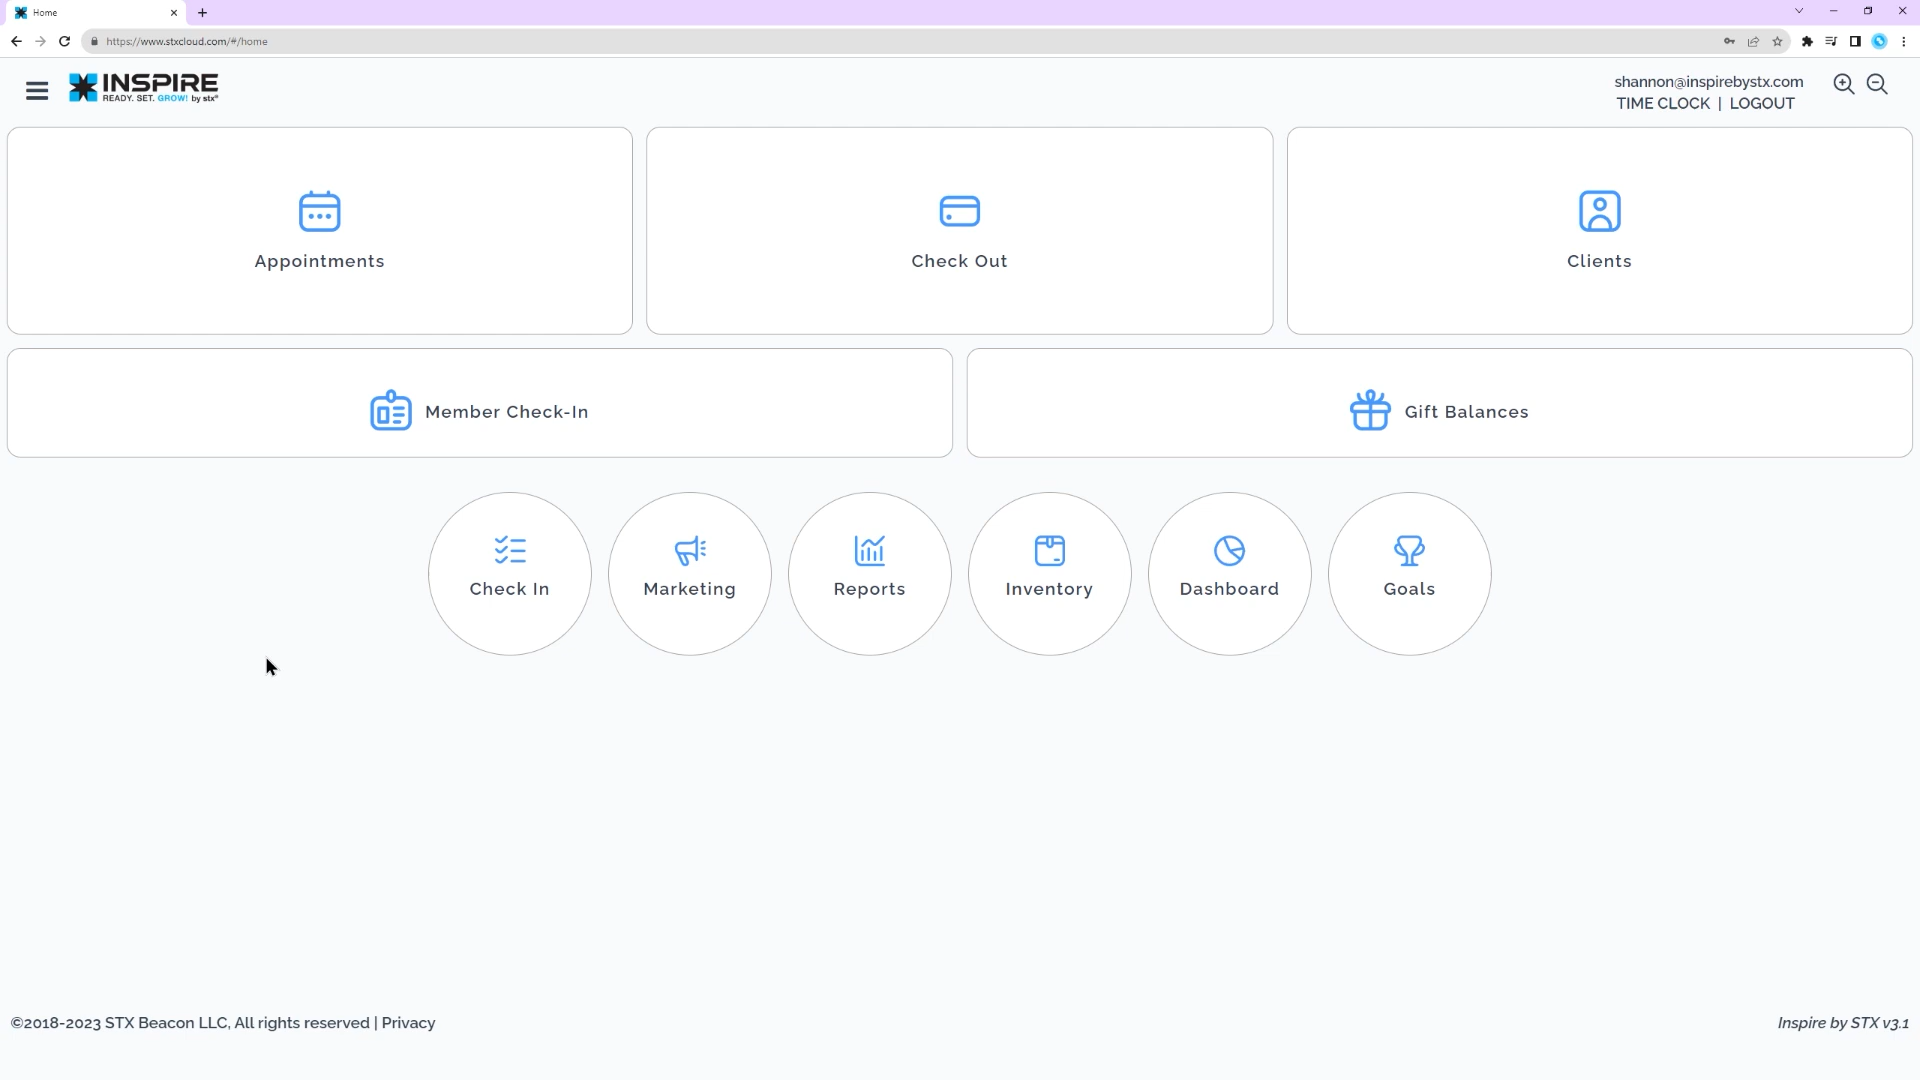 Home
https://www.stxcloud.com/#/home
INSPIRE
READY. SET. GROW! by stx®
shannon@inspirebystx.com
TIME CLOCK | LOGOUT
Appointments
Check Out
Clients
Member Check-In
Gift Balances
Check In
Marketing
Reports
Inventory
Dashboard
Goals
©2018-2023 STX Beacon LLC, All rights reserved | Privacy
Inspire by STX v3.1